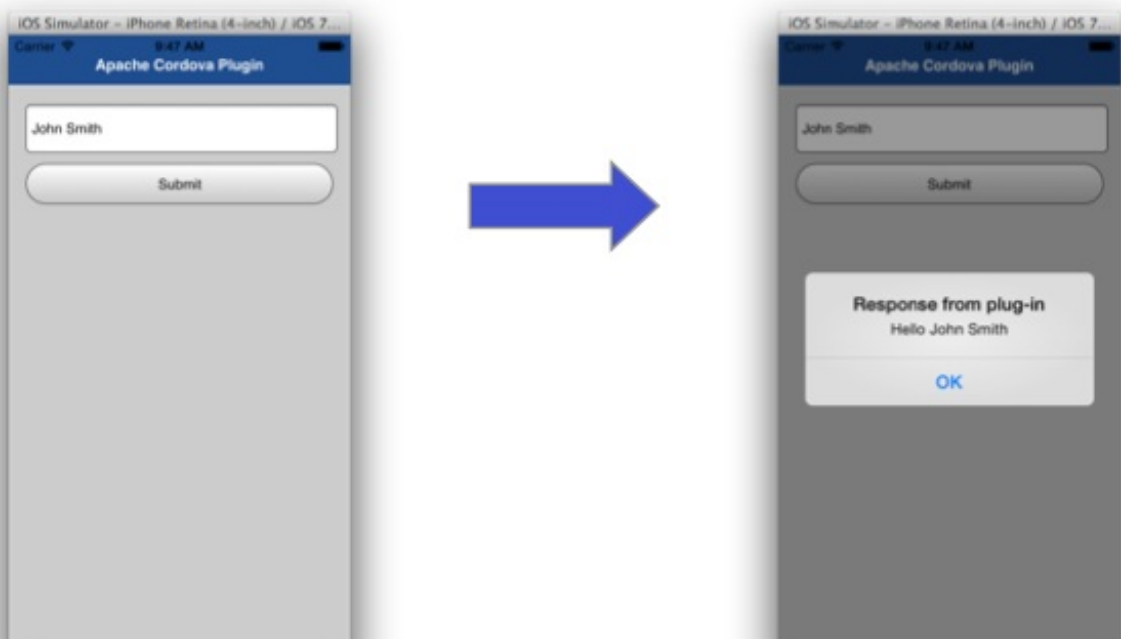 iOS Simulator – iPhone Retina (4-inch) / iOS 7...
Carrier 9:47 AM
Apache Cordova Plugin
John Smith
Submit
iOS Simulator – iPhone Retina (4-inch) / iOS 7...
Carrier 9:47 AM
Apache Cordova Plugin
John Smith
Submit
Response from plug-in
Hello John Smith
OK